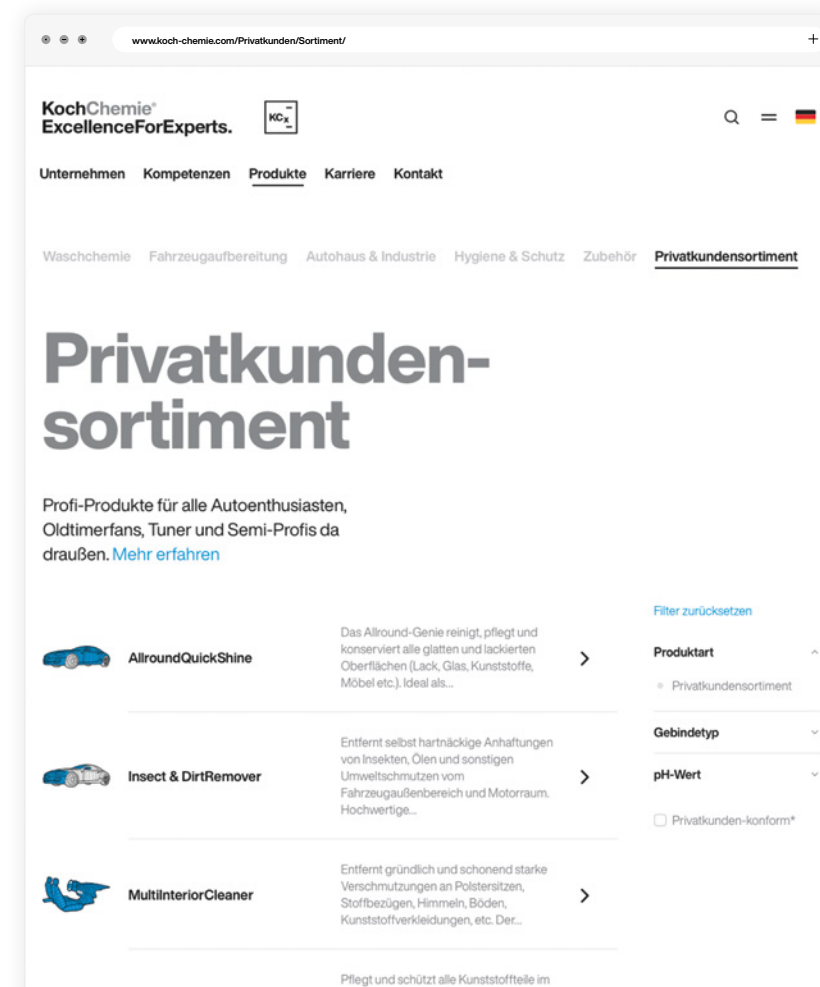 www.koch-chemie.com/Privatkunden/Sortiment/
KochChemie®
ExcellenceForExperts.
KCx
Unternehmen Kompetenzen Produkte Karriere Kontakt
Waschchemie Fahrzeugaufbereitung Autohaus & Industrie Hygiene & Schutz Zubehör Privatkundensortiment
Privatkunden-
sortiment
Profi-Produkte für alle Autoenthusiasten,
Oldtimerfans, Tuner und Semi-Profis da
draußen. Mehr erfahren
AllroundQuickShine
Das Allround-Genie reinigt, pflegt und
konserviert alle glatten und lackierten
Oberflächen (Lack, Glas, Kunststoffe,
Möbel etc.). Ideal als...
Insect & DirtRemover
Entfernt selbst hartnäckige Anhaftungen
von Insekten, Ölen und sonstigen
Umweltschmutzen vom
Fahrzeugaußenbereich und Motorraum.
Hochwertige...
MultiInteriorCleaner
Entfernt gründlich und schonend starke
Verschmutzungen an Polstersitzen,
Stoffbezügen, Himmeln, Böden,
Kunststoffverkleidungen, etc. Der...
Pflegt und schützt alle Kunststoffteile im
Filter zurücksetzen
Produktart
Privatkundensortiment
Gebindetyp
pH-Wert
Privatkunden-konform*